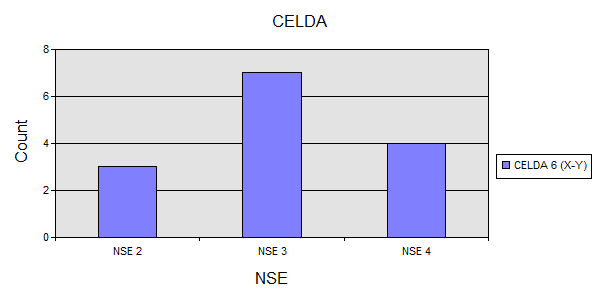 CELDA
8
6
4
2
0
Count
NSE 2 NSE 3 NSE 4
NSE
CELDA 6 (X-Y)